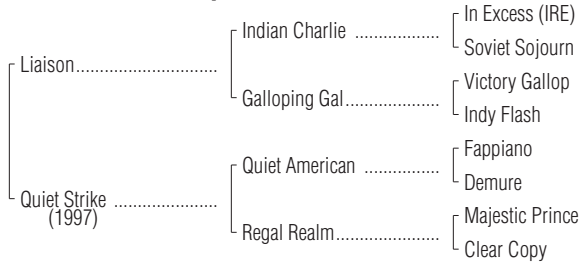 In Excess (IRE)
Indian Charlie ..................
Soviet Sojourn
Liaison.............................
Victory Gallop
Galloping Gal....................
Indy Flash
Fappiano
Quiet American ................
Demure
Quiet Strike .....................
(1997)
Majestic Prince
Regal Realm......................
Clear Copy